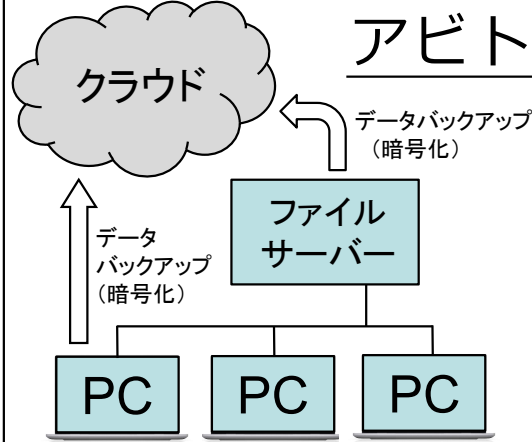 アビト
クラウド
データバックアップ
（暗号化）
ファイル
サーバー
データ
バックアップ
（暗号化）
PC
PC
PC